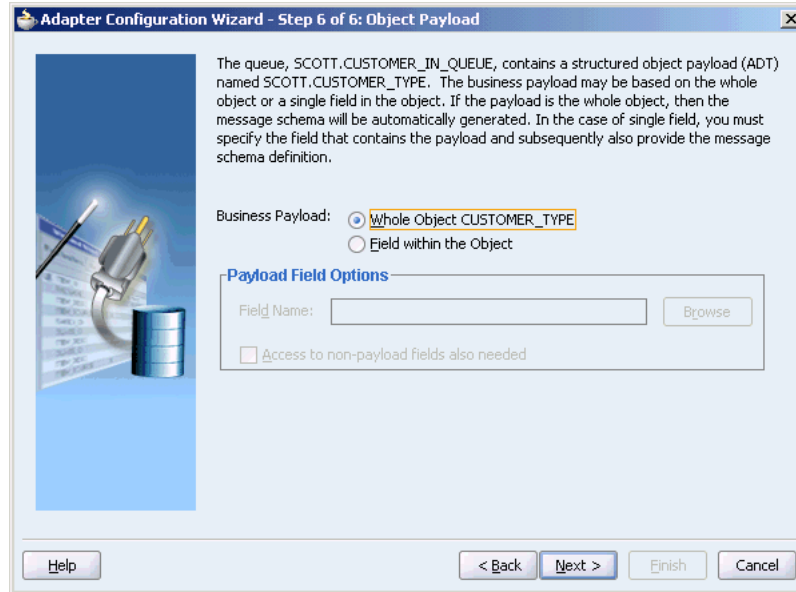 Adapter Configuration Wizard - Step 6 of 6: Object Payload
The queue, SCOTT.CUSTOMER_IN_QUEUE, contains a structured object payload (ADT)
named SCOTT.CUSTOMER_TYPE. The business payload may be based on the whole
object or a single field in the object. If the payload is the whole object, then the
message schema will be automatically generated. In the case of single field, you must
specify the field that contains the payload and subsequently also provide the message
schema definition.
Business Payload:
Whole Object CUSTOMER_TYPE
Field within the Object
Payload Field Options
Field Name:
Browse
Access to non-payload fields also needed
Help
< Back
Next >
Finish
Cancel